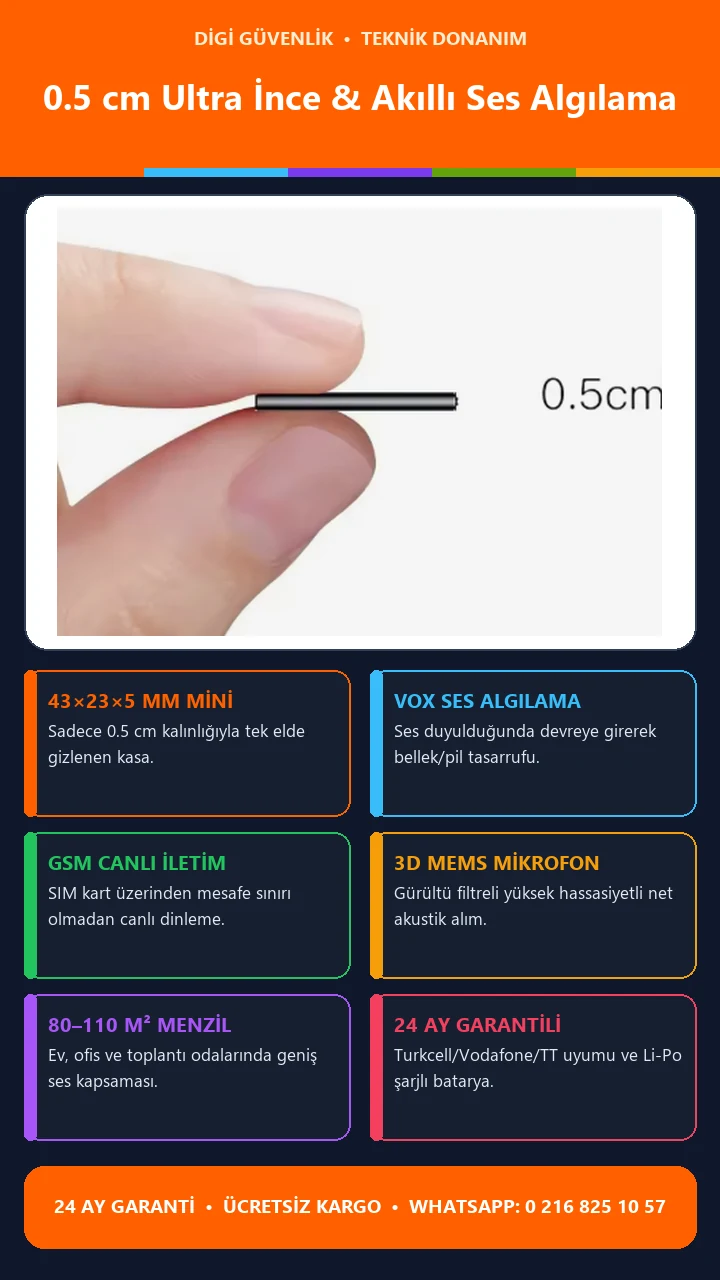 DİGİ GÜVENLİK • TEKNİK DONANIM
0.5 cm Ultra İnce & Akıllı Ses Algılama
0.5cm
43×23×5 MM MİNİ
Sadece 0.5 cm kalınlığıyla tek elde
gizlenen kasa.
VOX SES ALGILAMA
Ses duyulduğunda devreye girerek
bellek/pil tasarrufu.
GSM CANLI İLETİM
SIM kart üzerinden mesafe sınırı
olmadan canlı dinleme.
3D MEMS MİKROFON
Gürültü filtreli yüksek hassasiyetli net
akustik alım.
80–110 M² MENZİL
Ev, ofis ve toplantı odalarında geniş
ses kapsaması.
24 AY GARANTİLİ
Turkcell/Vodafone/TT uyumu ve Li-Po
şarjlı batarya.
24 AY GARANTİ • ÜCRETSİZ KARGO • WHATSAPP: 0 216 825 10 57